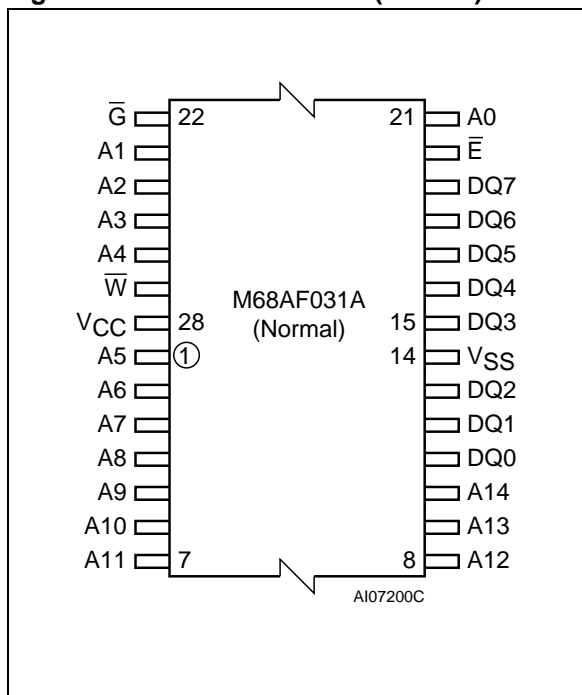 G̅ 22 21 A0
A1 E̅
A2 DQ7
A3 DQ6
A4 DQ5
W̅ DQ4
M68AF031A
(Normal)
VCC 28 15 DQ3
A5 1 14 VSS
A6 DQ2
A7 DQ1
A8 DQ0
A9 A14
A10 A13
A11 7 8 A12
AI07200C